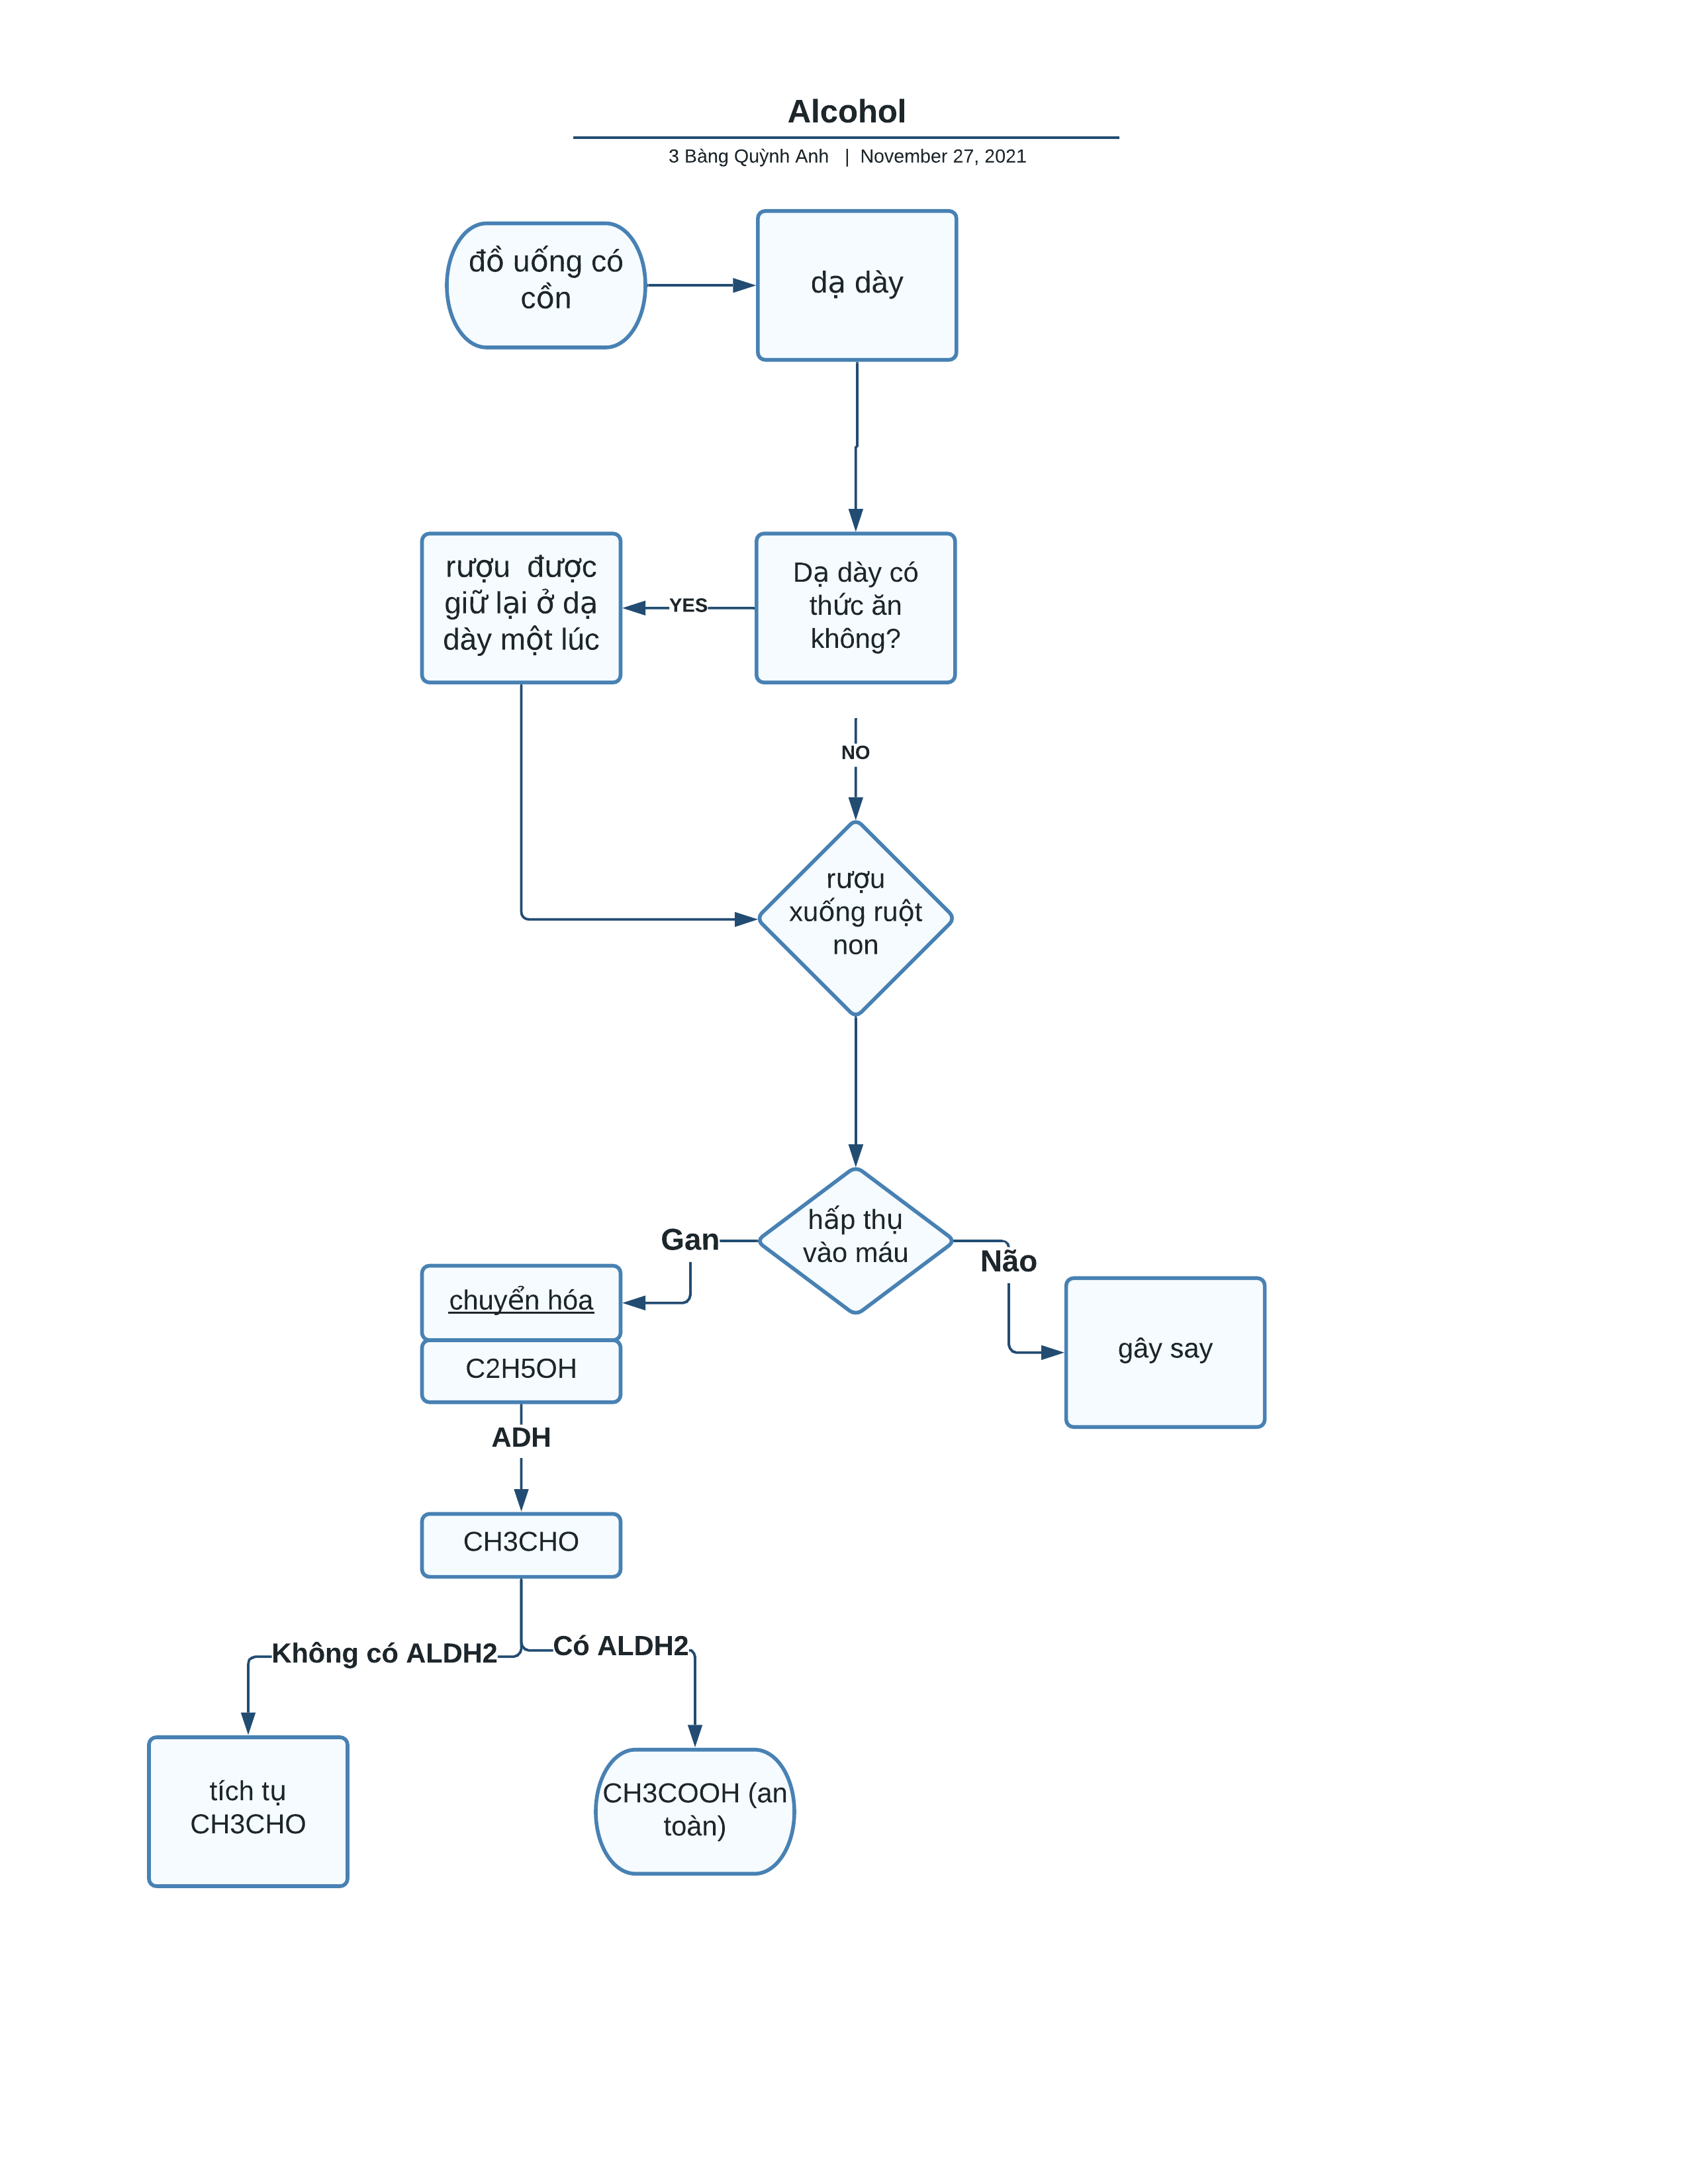 Alcohol
3 Bàng Quỳnh Anh | November 27, 2021
đồ uống có
cồn
dạ dày
rượu được
giữ lại ở dạ
dày một lúc
YES
Dạ dày có
thức ăn
không?
NO
rượu
xuống ruột
non
hấp thụ
vào máu
Gan
Não
chuyển hóa
C2H5OH
gây say
ADH
CH3CHO
Không có ALDH2
Có ALDH2
tích tụ
CH3CHO
CH3COOH (an
toàn)